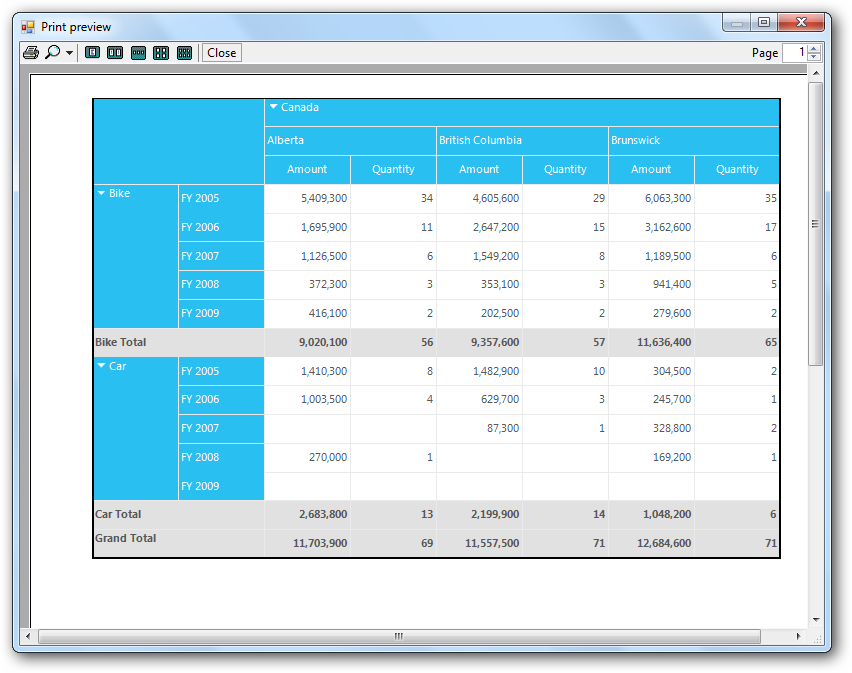 Print preview
Close
Page 1
Canada
Alberta British Columbia Brunswick
Amount Quantity Amount Quantity Amount Quantity
Bike FY 2005 5,409,300 34 4,605,600 29 6,063,300 35
FY 2006 1,695,900 11 2,647,200 15 3,162,600 17
FY 2007 1,126,500 6 1,549,200 8 1,189,500 6
FY 2008 372,300 3 353,100 3 941,400 5
FY 2009 416,100 2 202,500 2 279,600 2
Bike Total 9,020,100 56 9,357,600 57 11,636,400 65
Car FY 2005 1,410,300 8 1,482,900 10 304,500 2
FY 2006 1,003,500 4 629,700 3 245,700 1
FY 2007 87,300 1 328,800 2
FY 2008 270,000 1 169,200 1
FY 2009
Car Total 2,683,800 13 2,199,900 14 1,048,200 6
Grand Total 11,703,900 69 11,557,500 71 12,684,600 71